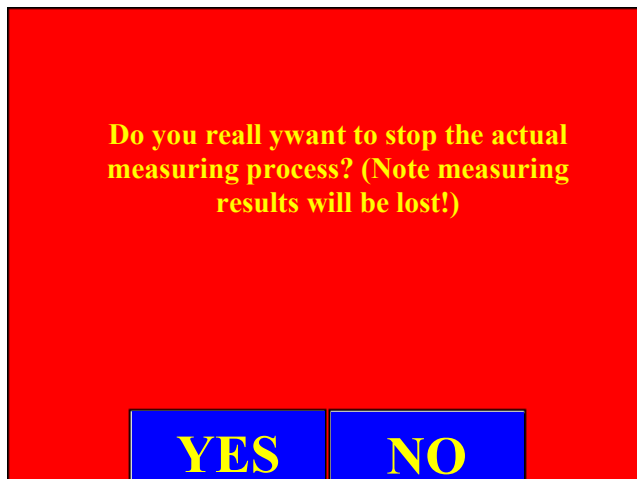 Do you reall ywant to stop the actual
measuring process? (Note measuring
results will be lost!)
YES NO